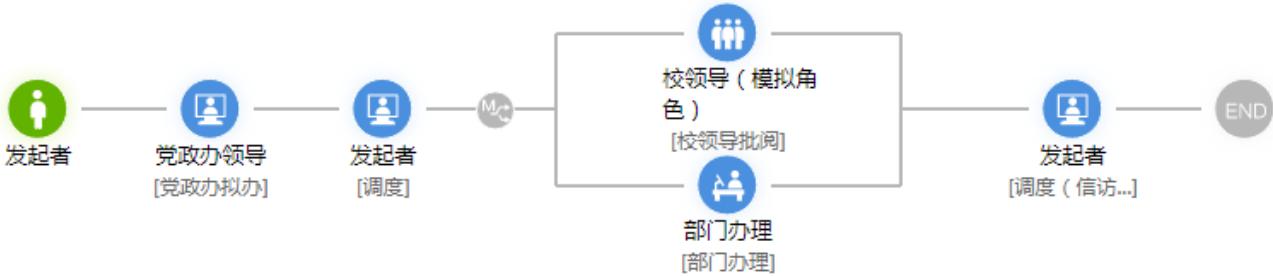 校领导（模拟角
色）
[校领导批阅]
M
END
发起者
党政办领导
[党政办拟办]
发起者
[调度]
发起者
[调度（信访...]
部门办理
[部门办理]